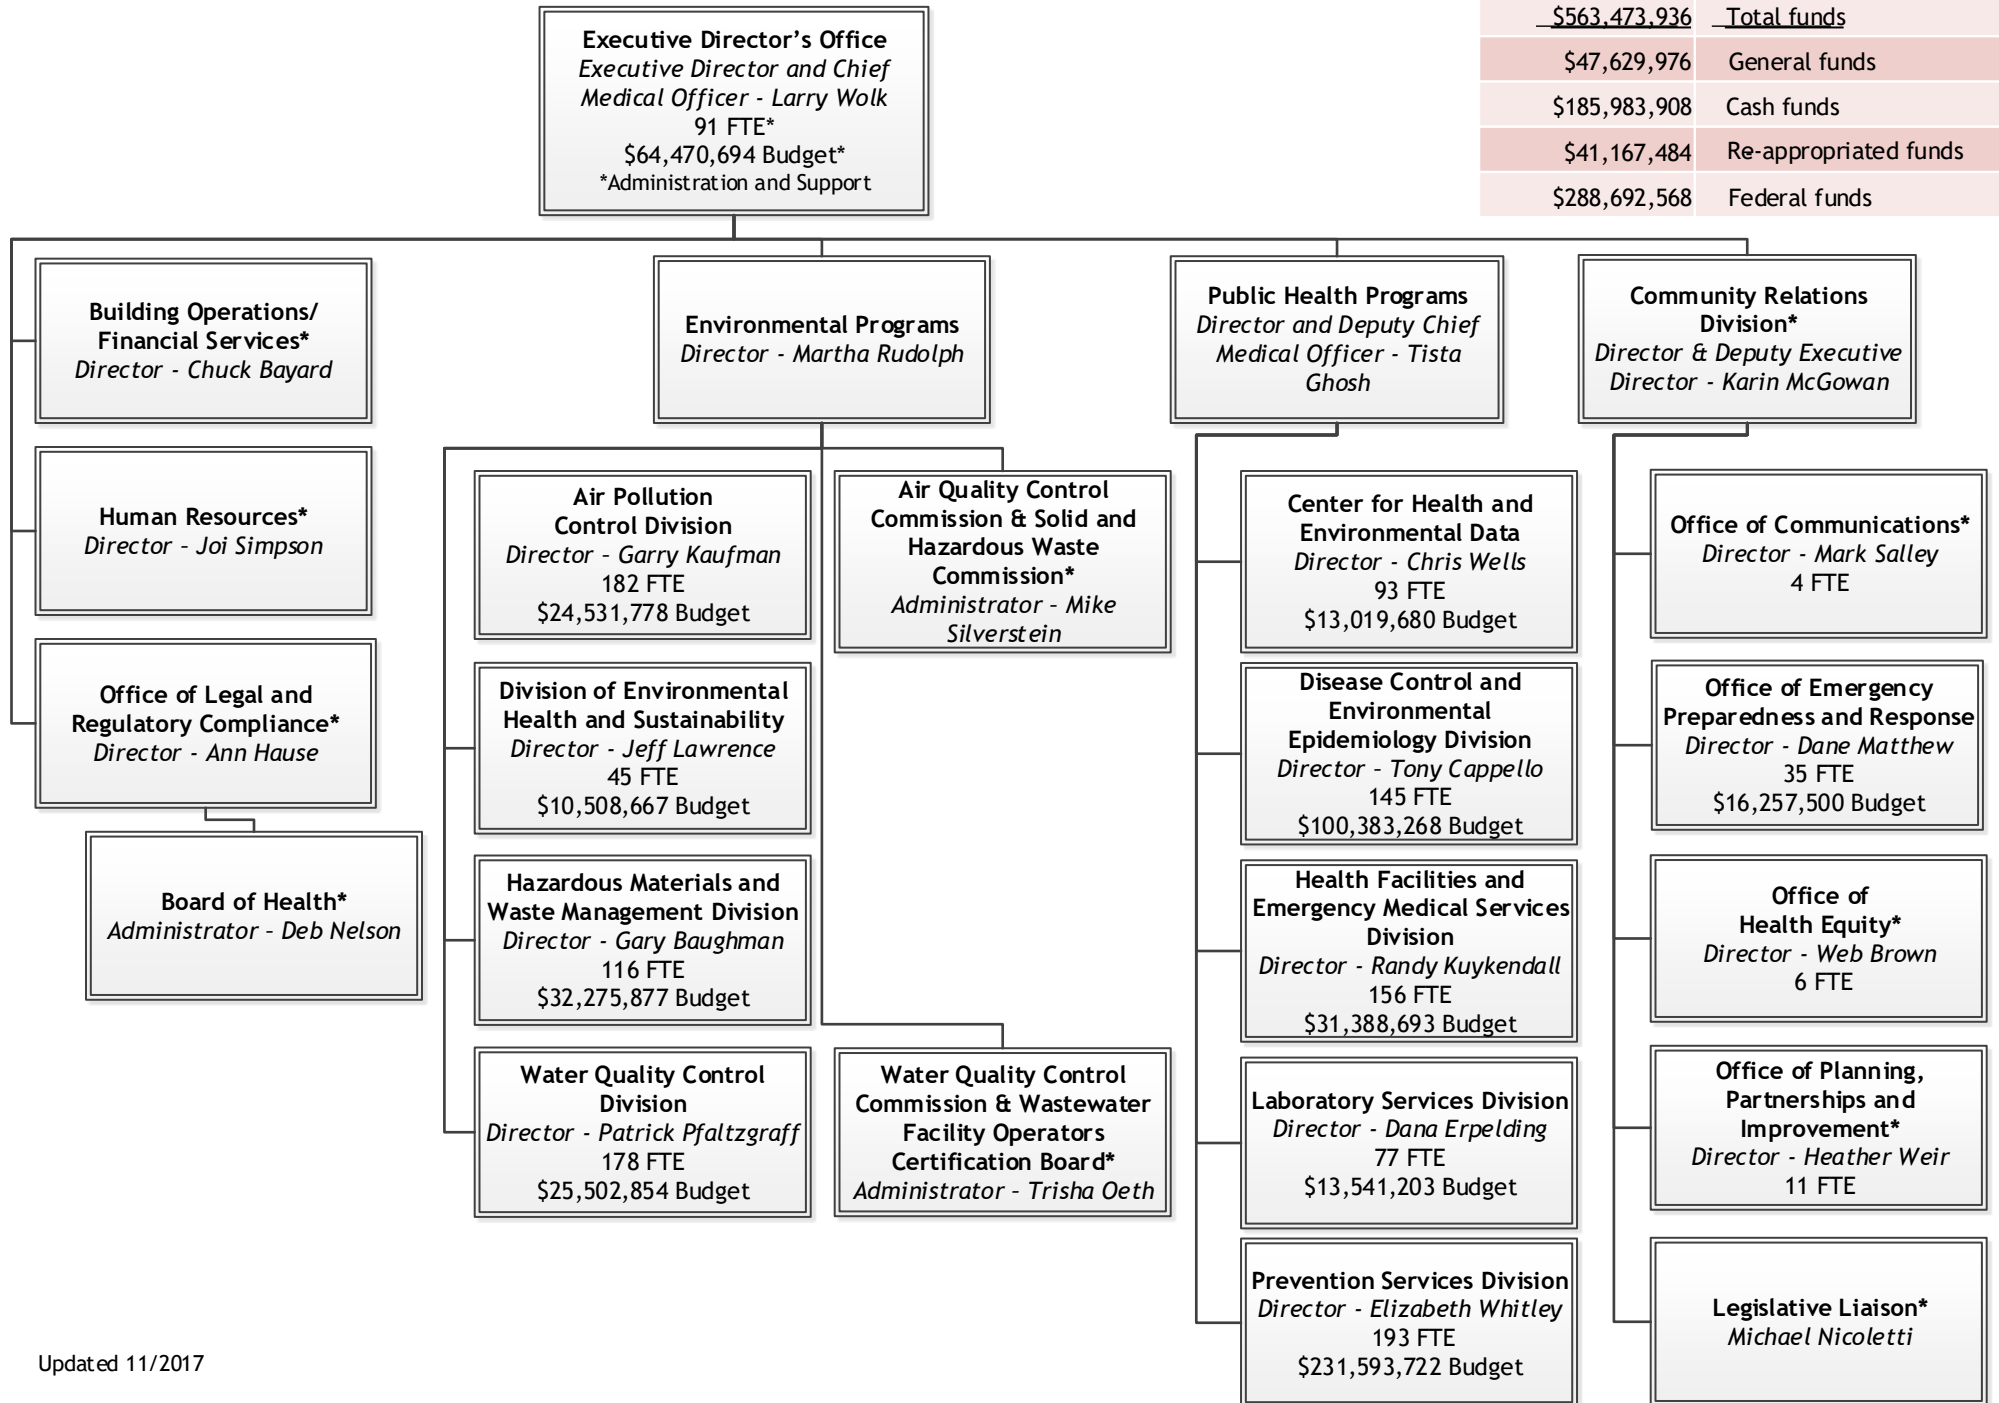 Executive Director’s Office
Executive Director and Chief
Medical Officer - Larry Wolk
91 FTE*
$64,470,694 Budget*
*Administration and Support
$563,473,936 Total funds
$47,629,976 General funds
$185,983,908 Cash funds
$41,167,484 Re-appropriated funds
$288,692,568 Federal funds
Building Operations/
Financial Services*
Director - Chuck Bayard
Human Resources*
Director – Joi Simpson
Office of Legal and
Regulatory Compliance*
Director - Ann Hause
Board of Health*
Administrator – Deb Nelson
Environmental Programs
Director - Martha Rudolph
Air Pollution
Control Division
Director – Garry Kaufman
182 FTE
$24,531,778 Budget
Division of Environmental
Health and Sustainability
Director - Jeff Lawrence
45 FTE
$10,508,667 Budget
Hazardous Materials and
Waste Management Division
Director - Gary Baughman
116 FTE
$32,275,877 Budget
Water Quality Control
Division
Director - Patrick Pfaltzgraff
178 FTE
$25,502,854 Budget
Air Quality Control
Commission & Solid and
Hazardous Waste
Commission*
Administrator – Mike
Silverstein
Water Quality Control
Commission & Wastewater
Facility Operators
Certification Board*
Administrator – Trisha Oeth
Public Health Programs
Director and Deputy Chief
Medical Officer - Tista
Ghosh
Center for Health and
Environmental Data
Director - Chris Wells
93 FTE
$13,019,680 Budget
Disease Control and
Environmental
Epidemiology Division
Director – Tony Cappello
145 FTE
$100,383,268 Budget
Health Facilities and
Emergency Medical Services
Division
Director - Randy Kuykendall
156 FTE
$31,388,693 Budget
Laboratory Services Division
Director - Dana Erpelding
77 FTE
$13,541,203 Budget
Prevention Services Division
Director - Elizabeth Whitley
193 FTE
$231,593,722 Budget
Community Relations
Division*
Director & Deputy Executive
Director - Karin McGowan
Office of Communications*
Director - Mark Salley
4 FTE
Office of Emergency
Preparedness and Response
Director - Dane Matthew
35 FTE
$16,257,500 Budget
Office of
Health Equity*
Director - Web Brown
6 FTE
Office of Planning,
Partnerships and
Improvement*
Director - Heather Weir
11 FTE
Legislative Liaison*
Michael Nicoletti
Updated 11/2017